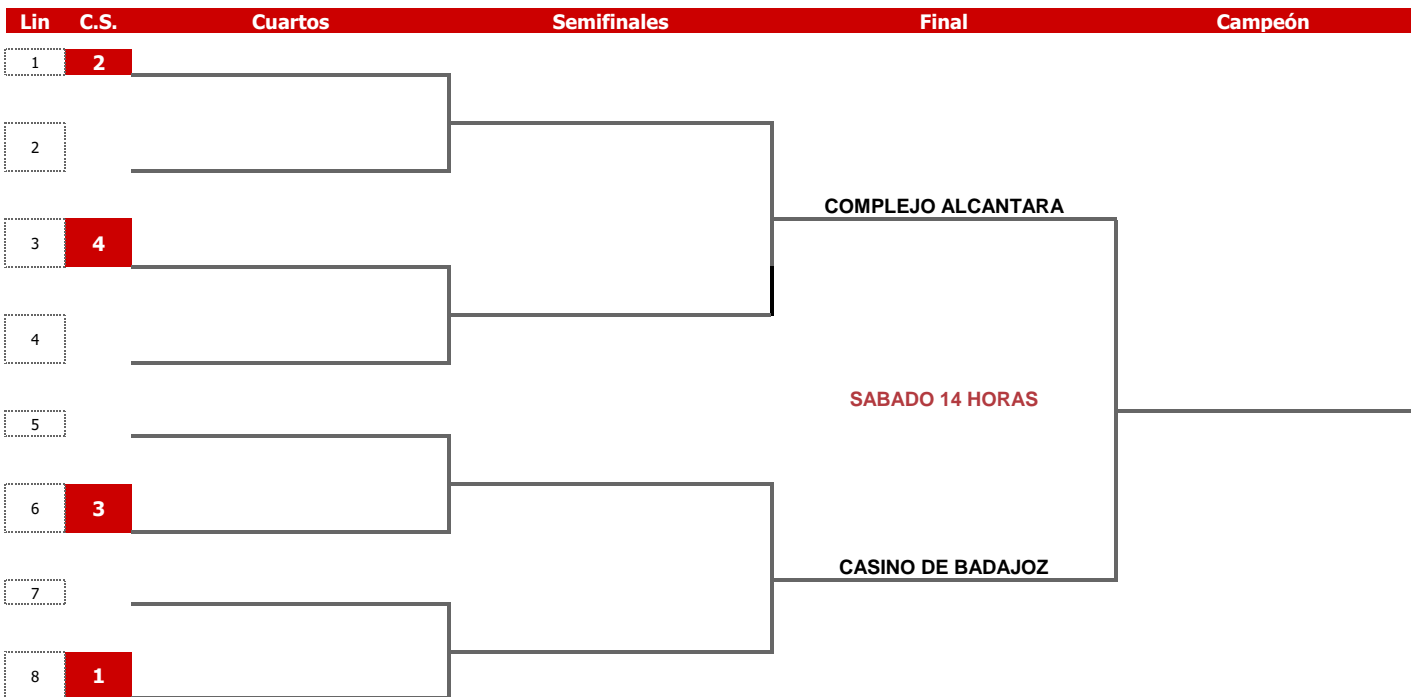 Lin C.S. Cuartos Semifinales Final Campeón
1 2
2
COMPLEJO ALCANTARA
3 4
4
SABADO 14 HORAS
5
6 3
CASINO DE BADAJOZ
7
8 1